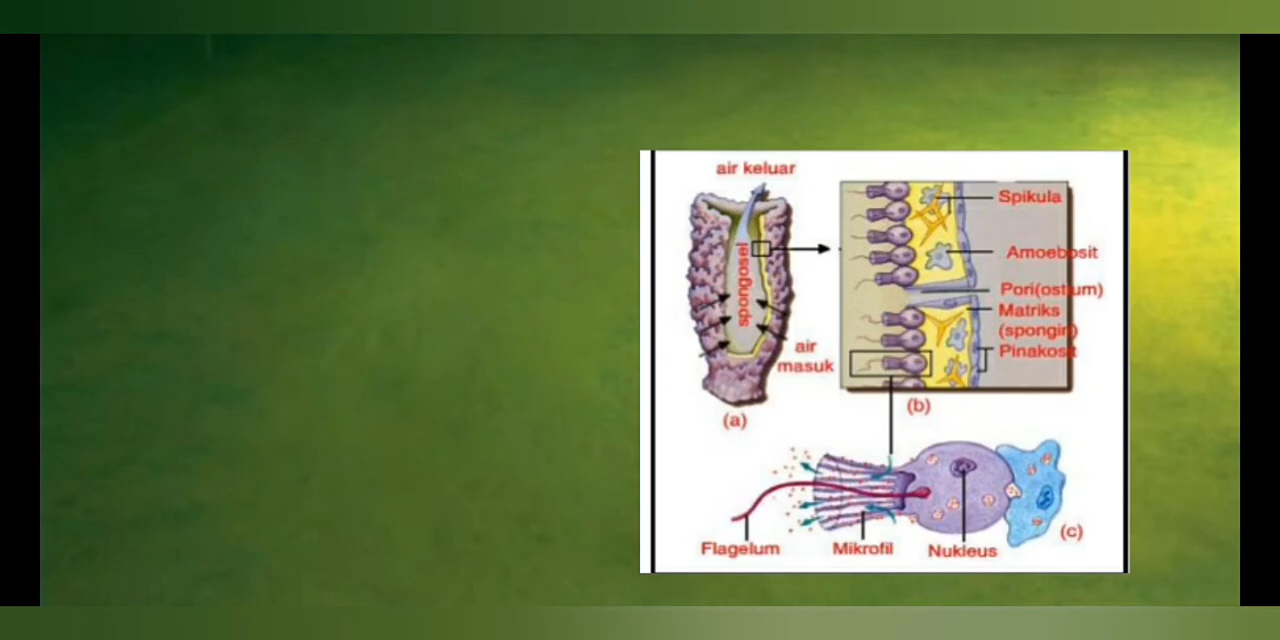 air keluar
spongosel
air
masuk
(a)
Spikula
Amoebosit
Pori(ostium)
Matriks
(spongin)
Pinakosit
(b)
Flagelum
Mikrofil
Nukleus
(c)